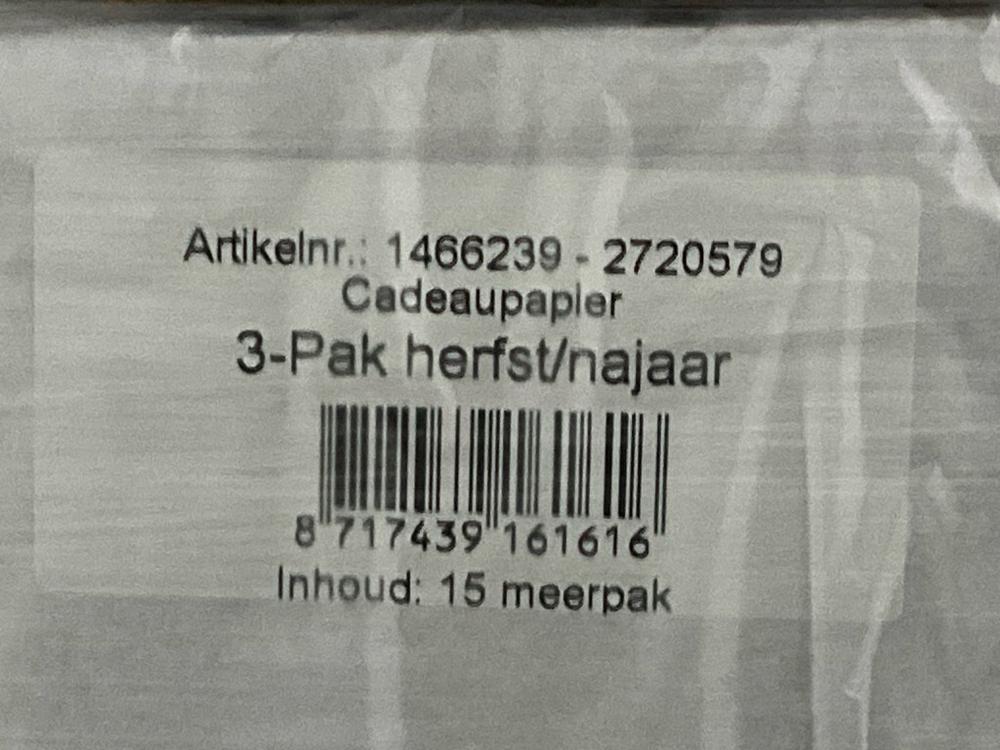 Artikelnr.: 1466239 - 2720579
Cadeaupapier
3-Pak herfst/najaar
8 717439 161616
Inhoud: 15 meerpak